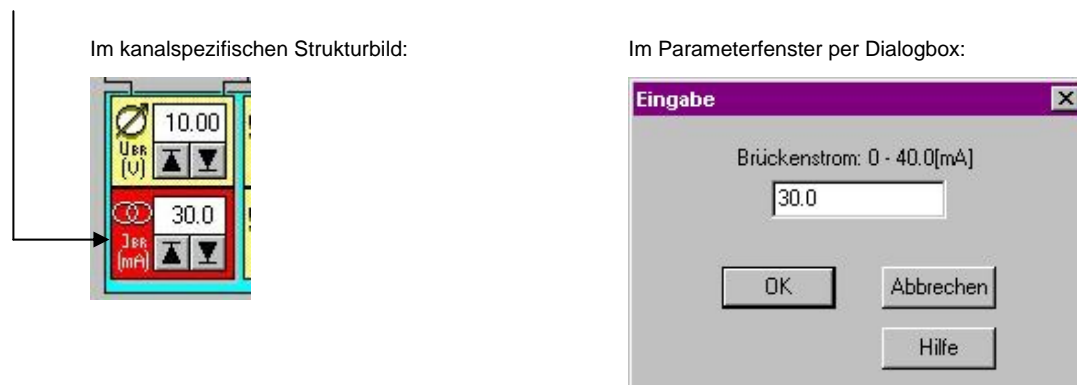 Im kanalspezifischen Strukturbild:
10.00
UBR
(V)
30.0
IBR
(mA)
Im Parameterfenster per Dialogbox:
Eingabe
Brückenstrom: 0 - 40.0[mA]
30.0
OK Abbrechen
Hilfe